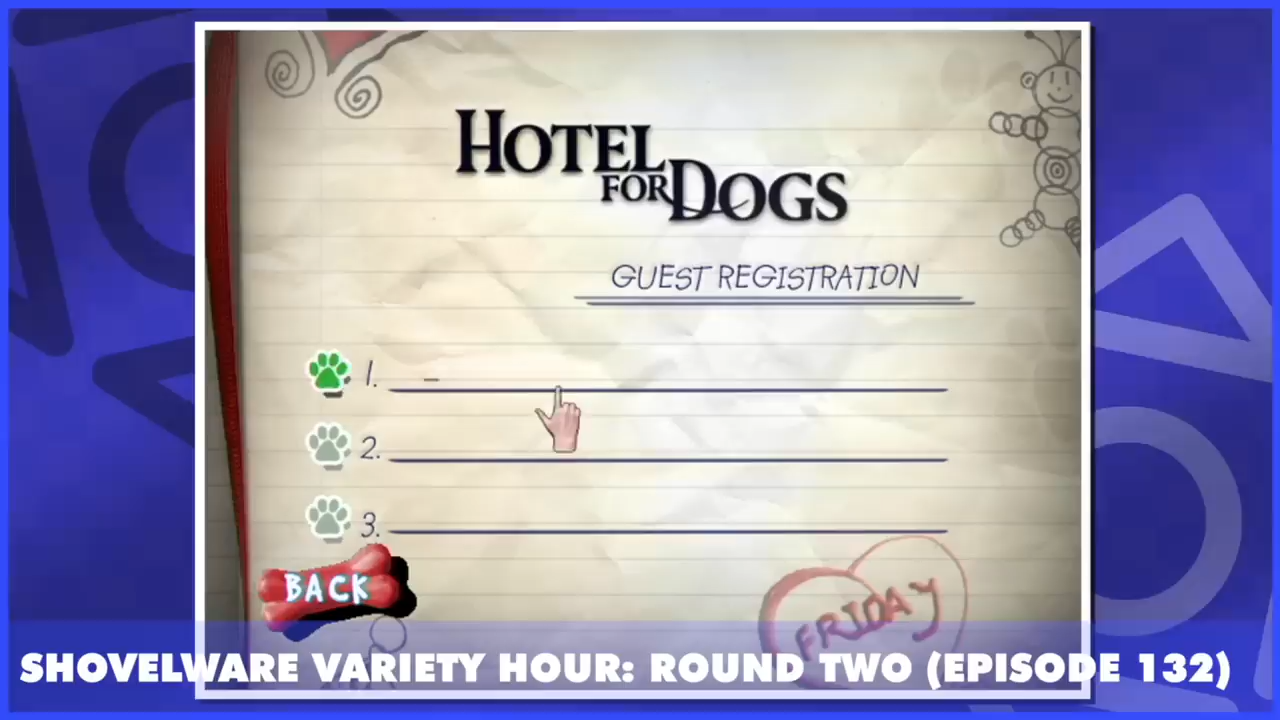 HOTEL
FOR DOGS
GUEST REGISTRATION
1. _
2.
3.
BACK
FRIDAY
SHOVELWARE VARIETY HOUR: ROUND TWO (EPISODE 132)